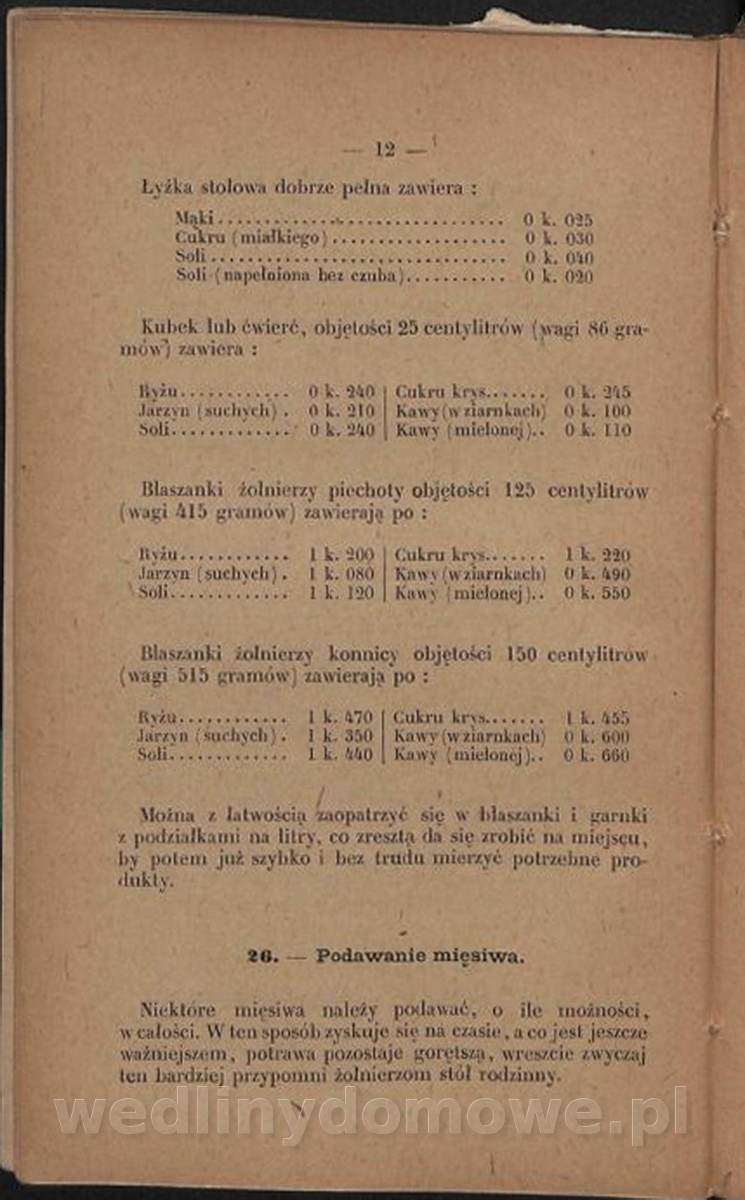 — 12 —
Łyżka stolowa dobrze pełna zawiera :
Mąki................................ 0 k. 025
Cukru (miałkiego)................... 0 k. 030
Soli................................ 0 k. 040
Soli (napełniona bez czuba)........... 0 k. 020
Kubek lub ćwierć, objętości 25 centylitrów (wagi 86 gra-
mów) zawiera :
Ryżu............ 0 k. 240 | Cukru krys....... 0 k. 245
Jarzyn (suchych) . 0 k. 210 | Kawy (w ziarnkach) 0 k. 100
Soli............. 0 k. 240 | Kawy (mielonej).. 0 k. 110
Blaszanki żołnierzy piechoty objętości 125 centylitrów
(wagi 415 gramów) zawierają po :
Ryżu............ 1 k. 200 | Cukru krys....... 1 k. 220
Jarzyn (suchych) . 1 k. 080 | Kawy (w ziarnkach) 0 k. 490
Soli............. 1 k. 120 | Kawy (mielonej).. 0 k. 550
Blaszanki żołnierzy konnicy objętości 150 centylitrów
(wagi 515 gramów) zawierają po :
Ryżu............ 1 k. 470 | Cukru krys....... 1 k. 455
Jarzyn (suchych) . 1 k. 350 | Kawy (w ziarnkach) 0 k. 600
Soli............. 1 k. 440 | Kawy (mielonej).. 0 k. 660
Można z łatwością zaopatrzyć się w blaszanki i garnki
z podziałkami na litry, co zresztą da się zrobić na miejscu,
by potem już szybko i bez trudu mierzyć potrzebne pro-
dukty.
26. — Podawanie mięsiwa.
Niektóre mięsiwa należy podawać, o ile możności,
w całości. W ten sposób zyskuje się na czasie, a co jest jeszcze
ważniejszem, potrawa pozostaje gorętszą, wreszcie zwyczaj
ten bardziej przypomni żołnierzom stół rodzinny.
wedlinydomowe.pl